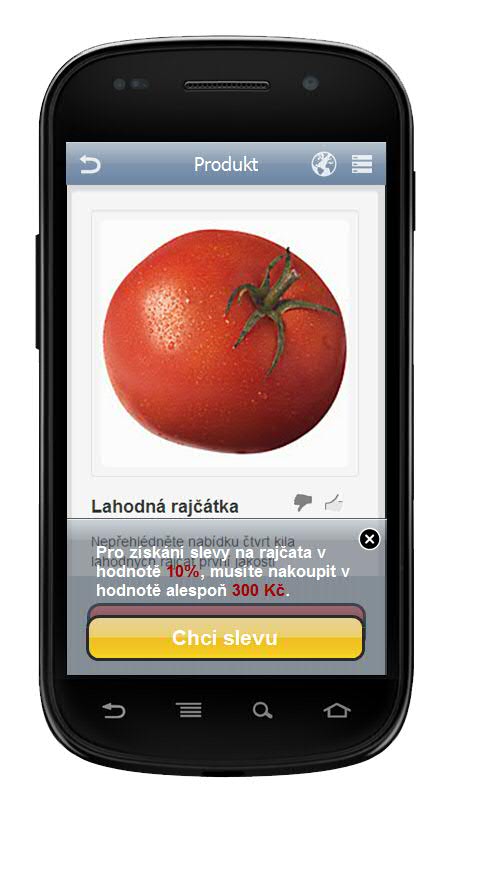 Produkt
Lahodná rajčátka
Nepřehlédněte nabídku čtvrt kila
lahodných rajčat první jakosti
Pro získání slevy na rajčata v
hodnotě 10%, musíte nakoupit v
hodnotě alespoň 300 Kč.
Chci slevu